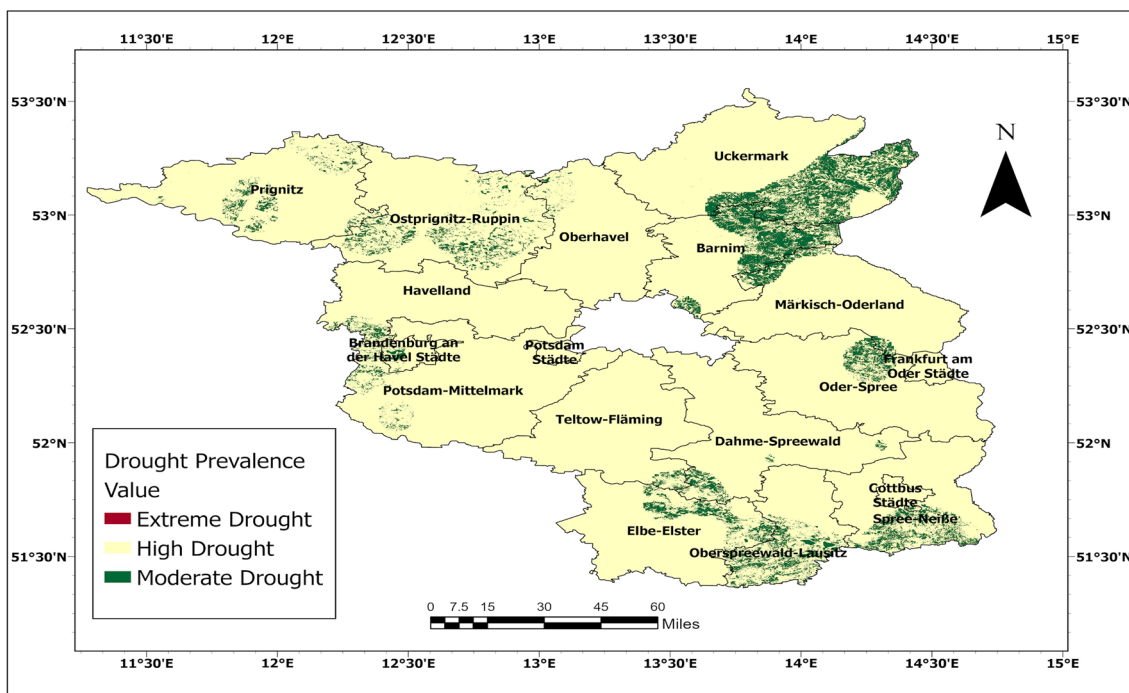 11°30'E 12°E 12°30'E 13°E 13°30'E 14°E 14°30'E 15°E
53°30'N 53°30'N
N
Uckermark
Prignitz
53°N 53°N
Ostprignitz-Ruppin
Oberhavel
Barnim
Havelland
Märkisch-Oderland
52°30'N 52°30'N
Brandenburg an
der Havel Städte
Potsdam
Städte
Frankfurt am
Oder Städte
Oder-Spree
Potsdam-Mittelmark
Teltow-Fläming
52°N 52°N
Dahme-Spreewald
Cottbus
Städte
Spree-Neiße
Elbe-Elster
Oberspreewald-Lausitz
51°30'N 51°30'N
Drought Prevalence
Value
Extreme Drought
High Drought
Moderate Drought
0 7.5 15 30 45 60
Miles
11°30'E 12°E 12°30'E 13°E 13°30'E 14°E 14°30'E 15°E